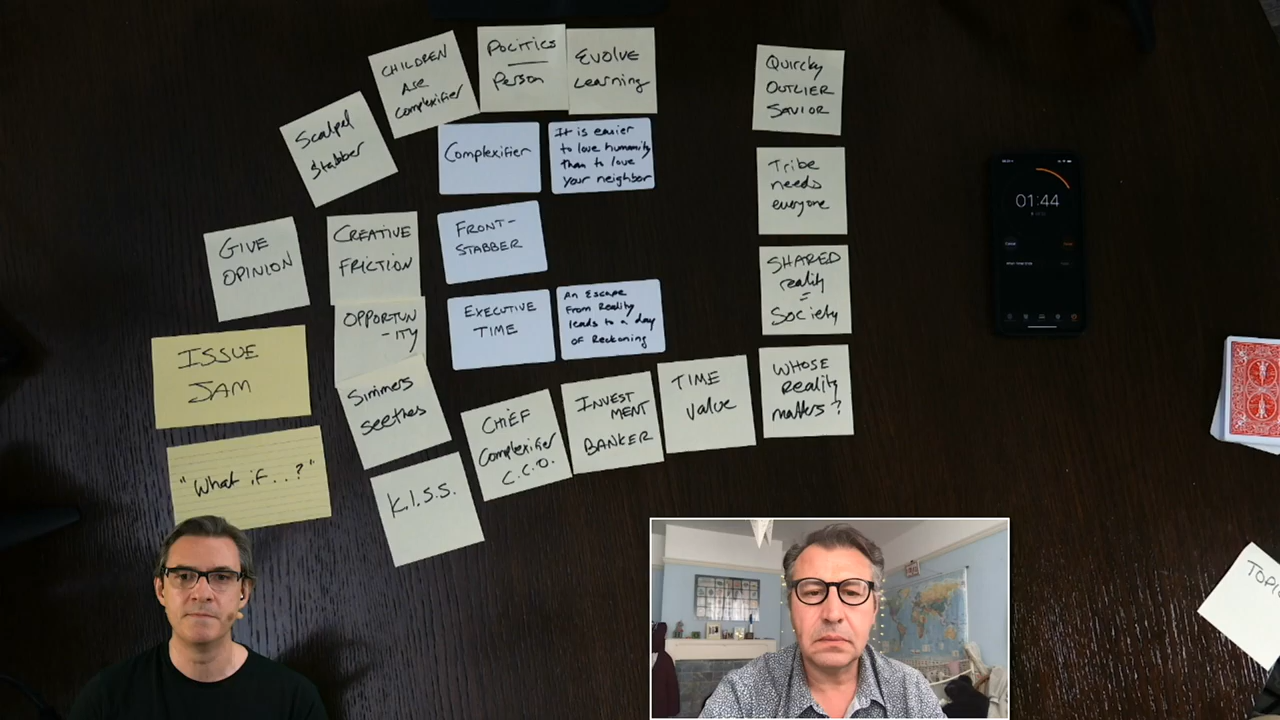 Scalpel
Stabber
CHILDREN
Are
Complexifier
POLITICS
Person
EVOLVE
Learning
QUIRCKY
OUTLIER
SAVIOR
Complexifier
It is easier
to love humanity
than to love
your neighbor
Tribe
needs
everyone
GIVE
OPINION
CREATIVE
FRICTION
FRONT-
STABBER
SHARED
reality
=
Society
OPPORTUN
-ITY
EXECUTIVE
TIME
An Escape
From Reality
leads to a day
of Reckoning
ISSUE
JAM
Simmers
seethes
CHIEF
Complexifier
C.C.O.
INVEST
MENT
BANKER
TIME
Value
WHOSE
Reality
matters?
"What if..?"
K.I.S.S.
01:44